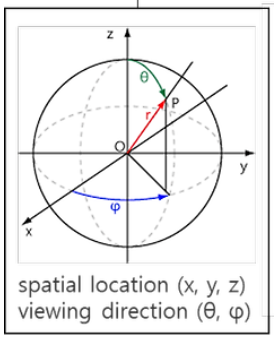 z
θ
P
r
O
y
φ
x
spatial location (x, y, z)
viewing direction (θ, φ)